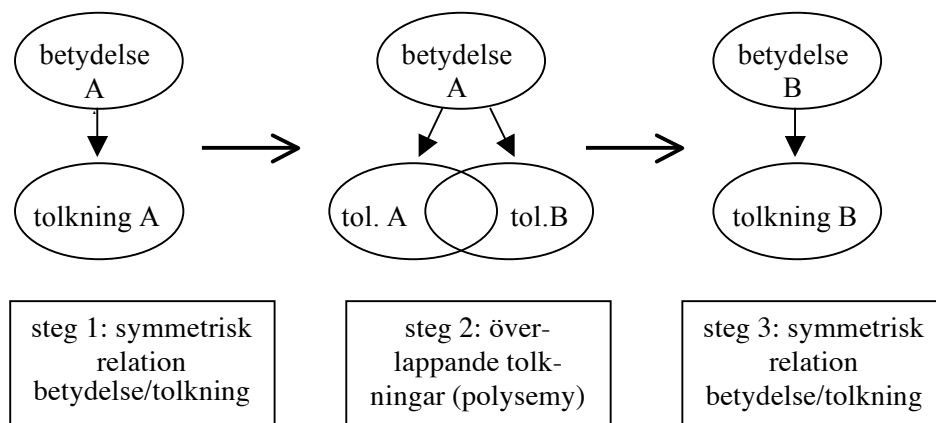 betydelse
A
tolkning A
betydelse
A
tol. A
tol.B
betydelse
B
tolkning B
steg 1: symmetrisk
relation
betydelse/tolkning
steg 2: över-
lappande tolk-
ningar (polysemy)
steg 3: symmetrisk
relation
betydelse/tolkning